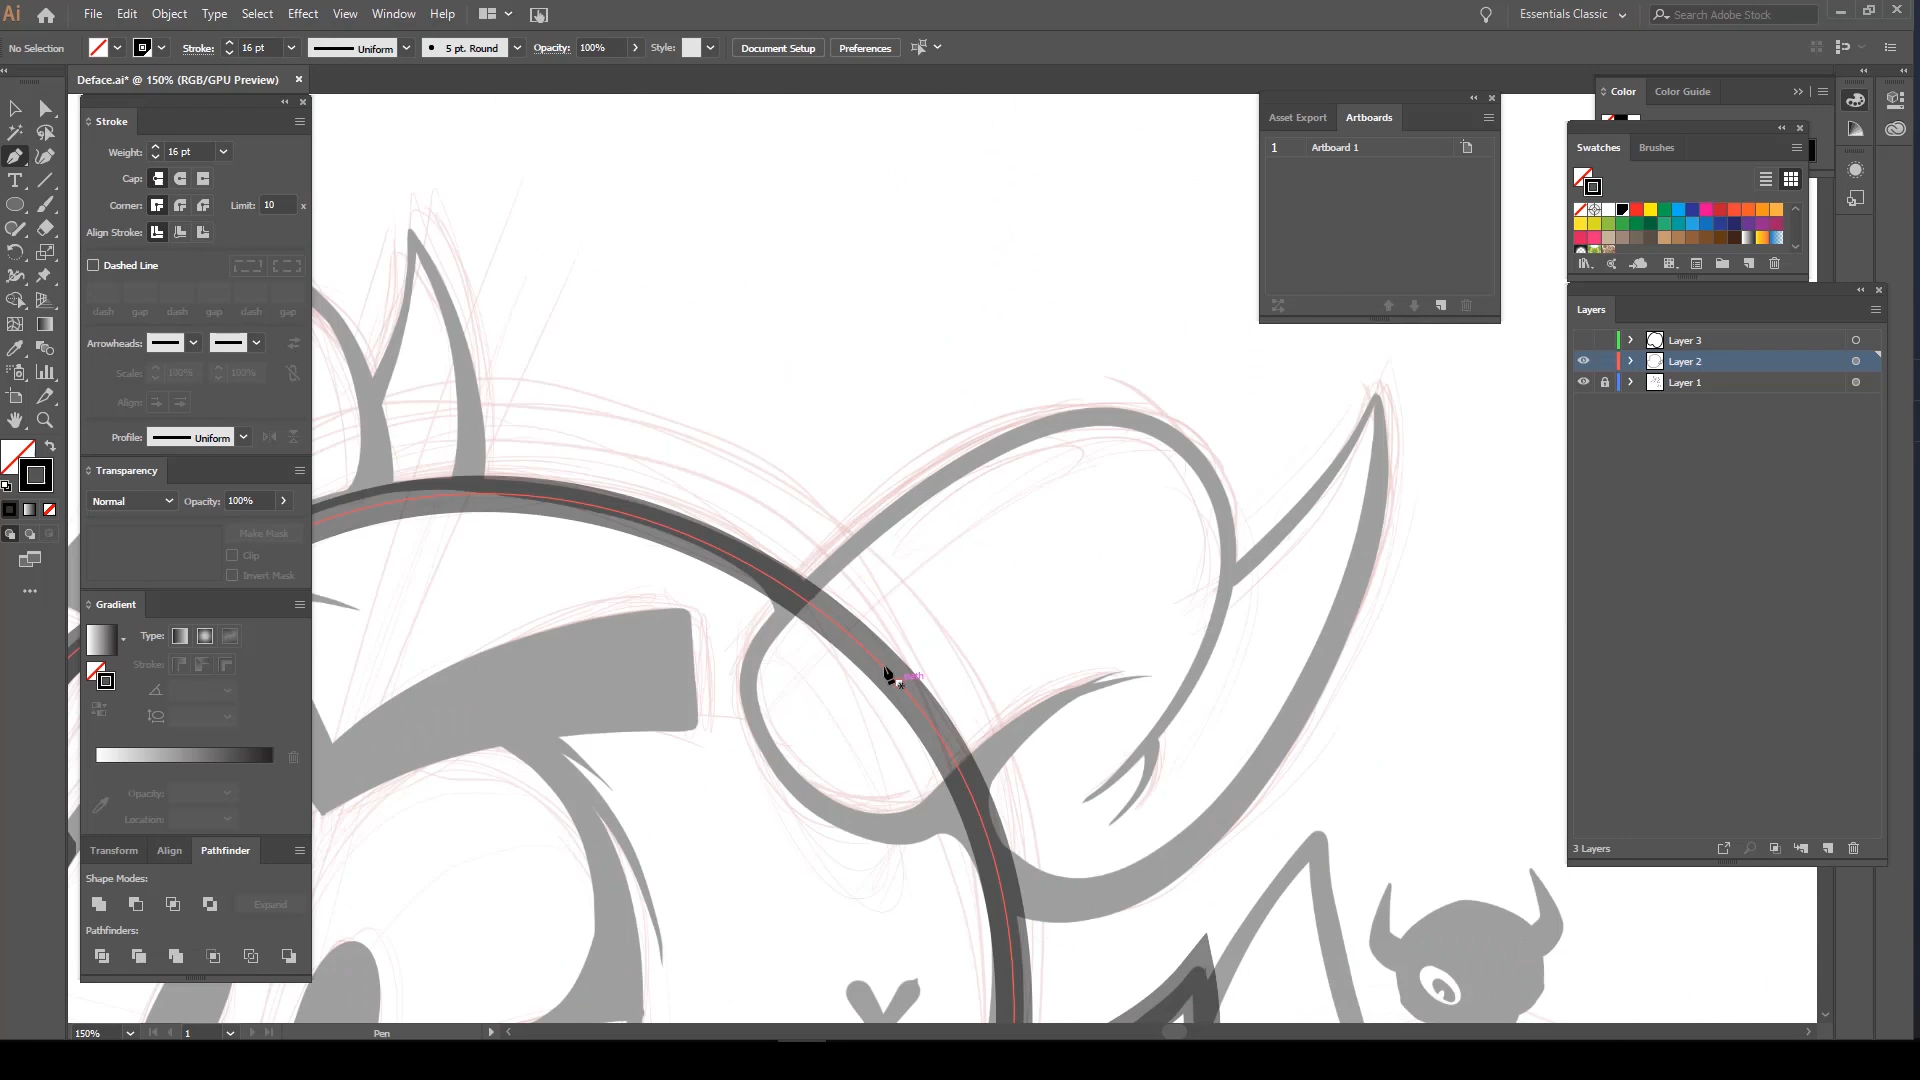 Ai File Edit Object Type Select Effect View Window Help Essentials Classic Search Adobe Stock
No Selection Stroke: 16 pt Uniform 5 pt. Round Opacity: 100% Style: Document Setup Preferences
Deface.ai* @ 150% (RGB/GPU Preview)
Stroke
Weight: 16 pt
Cap:
Corner: Limit: 10 x
Align Stroke:
Dashed Line
dash gap dash gap dash gap
Arrowheads:
Scale: 100% 100%
Align:
Profile: Uniform
Transparency
Normal Opacity: 100%
Make Mask
Clip
Invert Mask
Gradient
Type:
Stroke:
Opacity:
Location:
Transform Align Pathfinder
Shape Modes:
Expand
Pathfinders:
Asset Export Artboards
1 Artboard 1
Color Color Guide
Swatches Brushes
Layers
Layer 3
Layer 2
Layer 1
3 Layers
path
150% 1 Pen